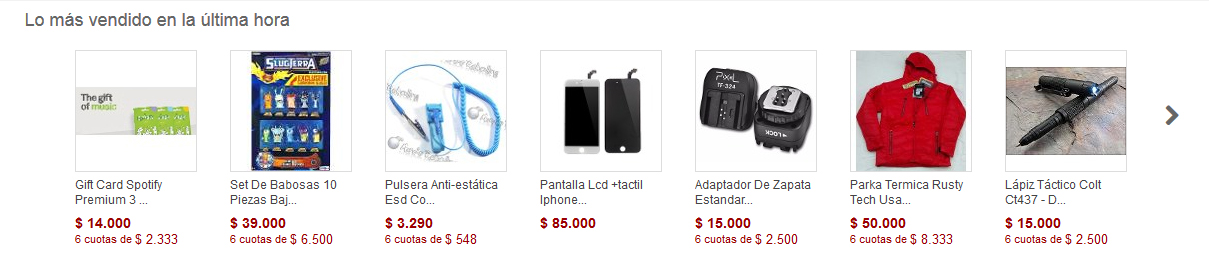 Lo más vendido en la última hora
The gift
of music
SLUGTERRA
EXCLUSIVE
PIXEL
TF-324
LOCK
Gift Card Spotify
Premium 3 ...
$ 14.000
6 cuotas de $ 2.333
Set De Babosas 10
Piezas Baj...
$ 39.000
6 cuotas de $ 6.500
Pulsera Anti-estática
Esd Co...
$ 3.290
6 cuotas de $ 548
Pantalla Lcd +tactil
Iphone...
$ 85.000
Adaptador De Zapata
Estandar...
$ 15.000
6 cuotas de $ 2.500
Parka Termica Rusty
Tech Usa...
$ 50.000
6 cuotas de $ 8.333
Lápiz Táctico Colt
Ct437 - D...
$ 15.000
6 cuotas de $ 2.500